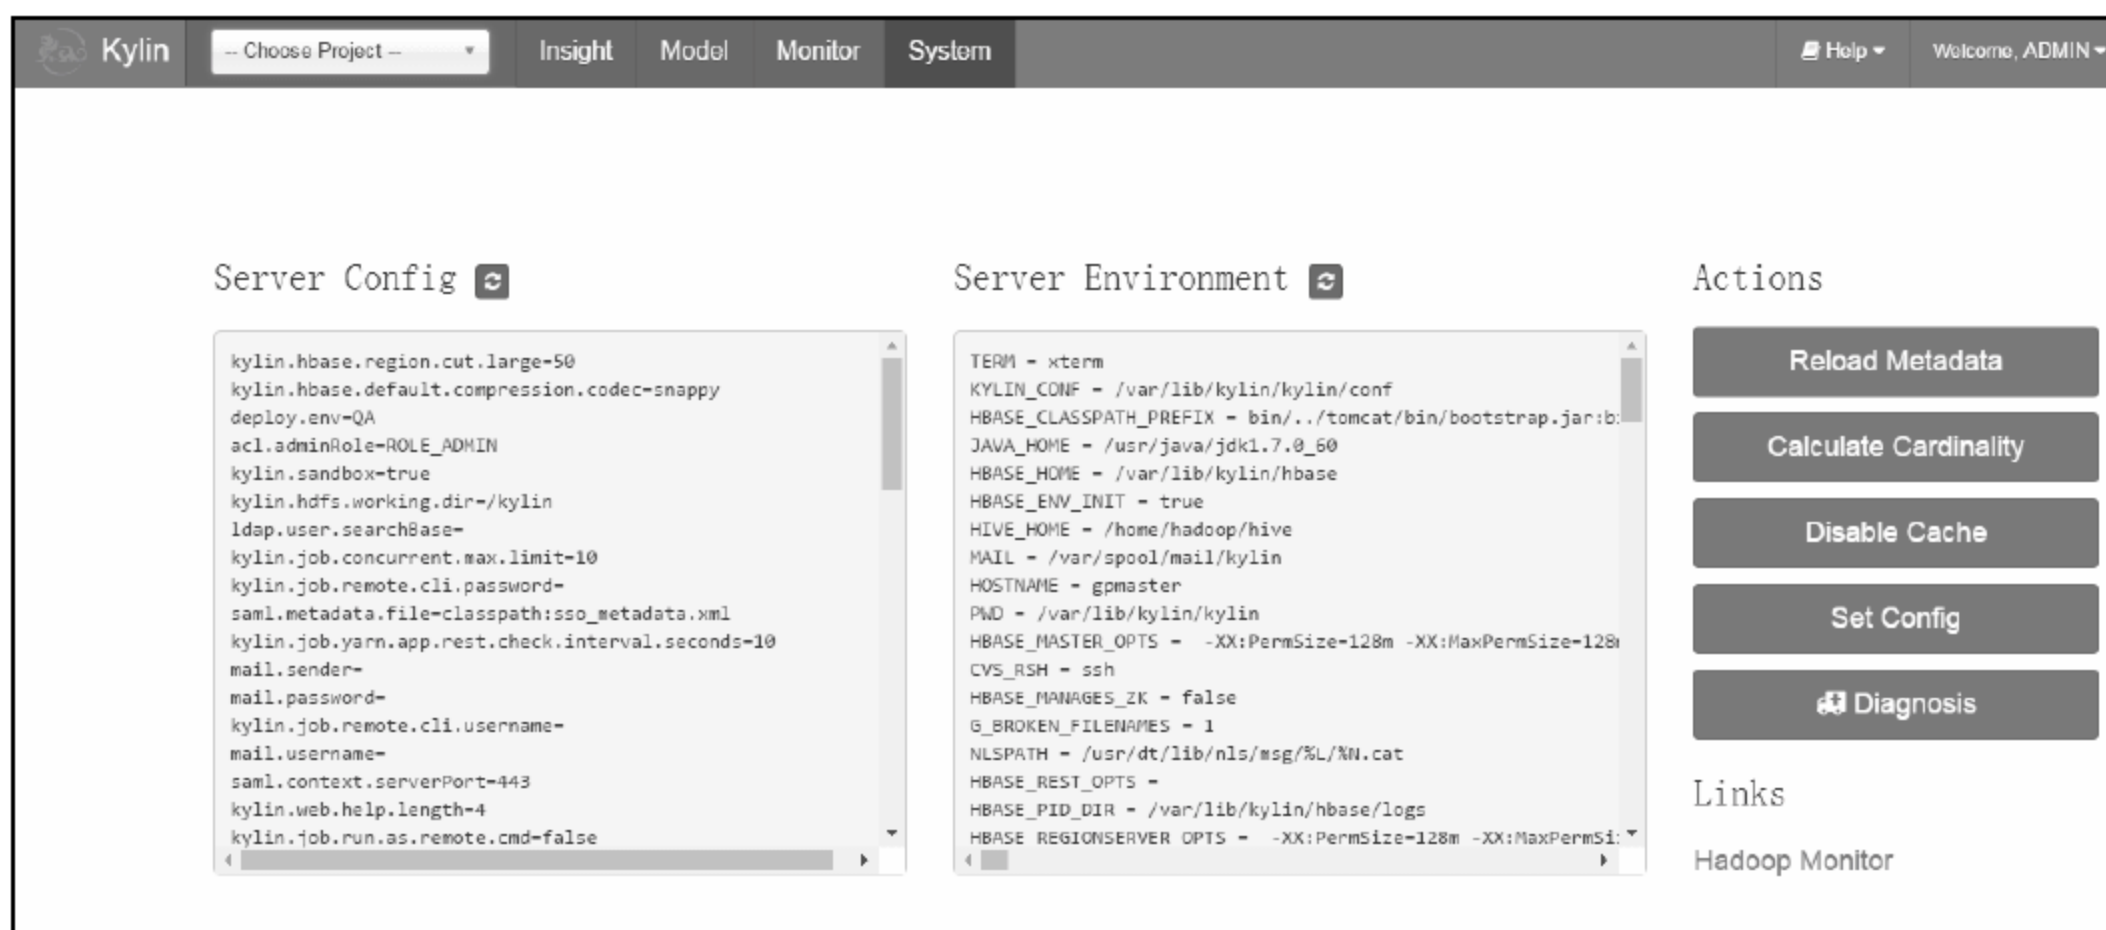 Kylin
-- Choose Project --
Insight
Model
Monitor
System
Help
Welcome, ADMIN
Server Config
kylin.hbase.region.cut.large=50
kylin.hbase.default.compression.codec=snappy
deploy.env=QA
acl.adminRole=ROLE_ADMIN
kylin.sandbox=true
kylin.hdfs.working.dir=/kylin
ldap.user.searchBase=
kylin.job.concurrent.max.limit=10
kylin.job.remote.cli.password=
saml.metadata.file=classpath:sso_metadata.xml
kylin.job.yarn.app.rest.check.interval.seconds=10
mail.sender=
mail.password=
kylin.job.remote.cli.username=
mail.username=
saml.context.serverPort=443
kylin.web.help.length=4
kylin.job.run.as.remote.cmd=false
Server Environment
TERM = xterm
KYLIN_CONF = /var/lib/kylin/kylin/conf
HBASE_CLASSPATH_PREFIX = bin/../tomcat/bin/bootstrap.jar:b
JAVA_HOME = /usr/java/jdk1.7.0_60
HBASE_HOME = /var/lib/kylin/hbase
HBASE_ENV_INIT = true
HIVE_HOME = /home/hadoop/hive
MAIL = /var/spool/mail/kylin
HOSTNAME = gpmaster
PWD = /var/lib/kylin/kylin
HBASE_MASTER_OPTS =  -XX:PermSize=128m -XX:MaxPermSize=128m
CVS_RSH = ssh
HBASE_MANAGES_ZK = false
G_BROKEN_FILENAMES = 1
NLSPATH = /usr/dt/lib/nls/msg/%L/%N.cat
HBASE_REST_OPTS =
HBASE_PID_DIR = /var/lib/kylin/hbase/logs
HBASE_REGIONSERVER_OPTS =  -XX:PermSize=128m -XX:MaxPermSi
Actions
Reload Metadata
Calculate Cardinality
Disable Cache
Set Config
Diagnosis
Links
Hadoop Monitor